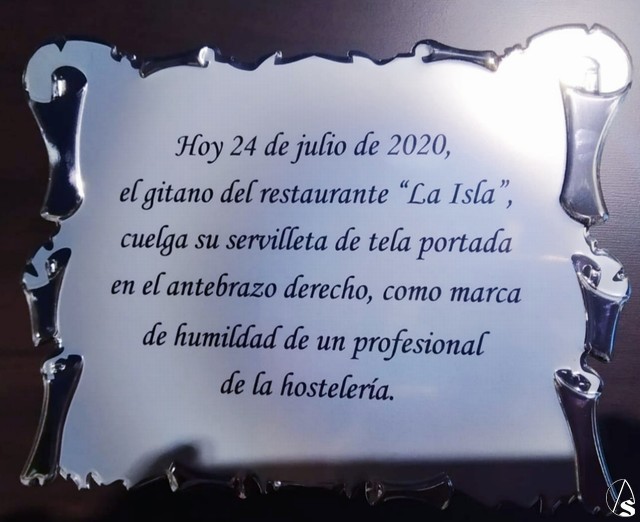 Hoy 24 de julio de 2020,
el gitano del restaurante “La Isla”,
cuelga su servilleta de tela portada
en el antebrazo derecho, como marca
de humildad de un profesional
de la hostelería.